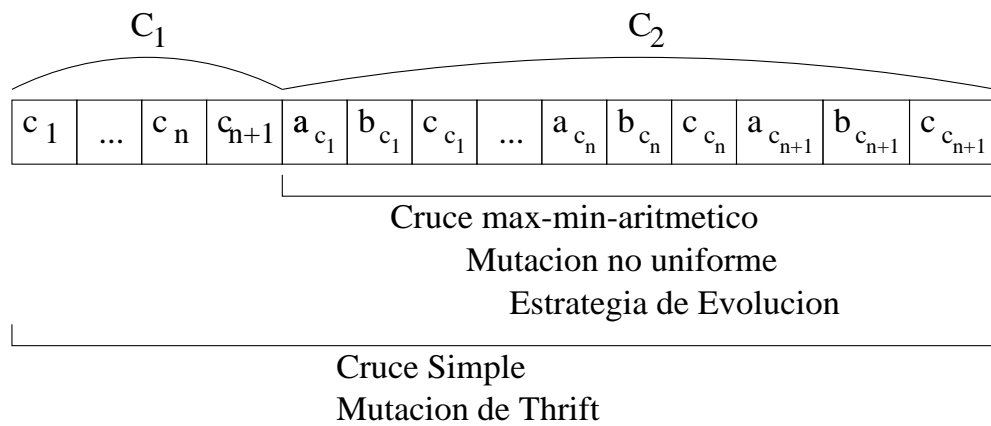 C1 C2
c1 ... cn cn+1 ac1 bc1 cc1 ... acn bcn ccn acn+1 bcn+1 ccn+1
Cruce max-min-aritmetico
Mutacion no uniforme
Estrategia de Evolucion
Cruce Simple
Mutacion de Thrift